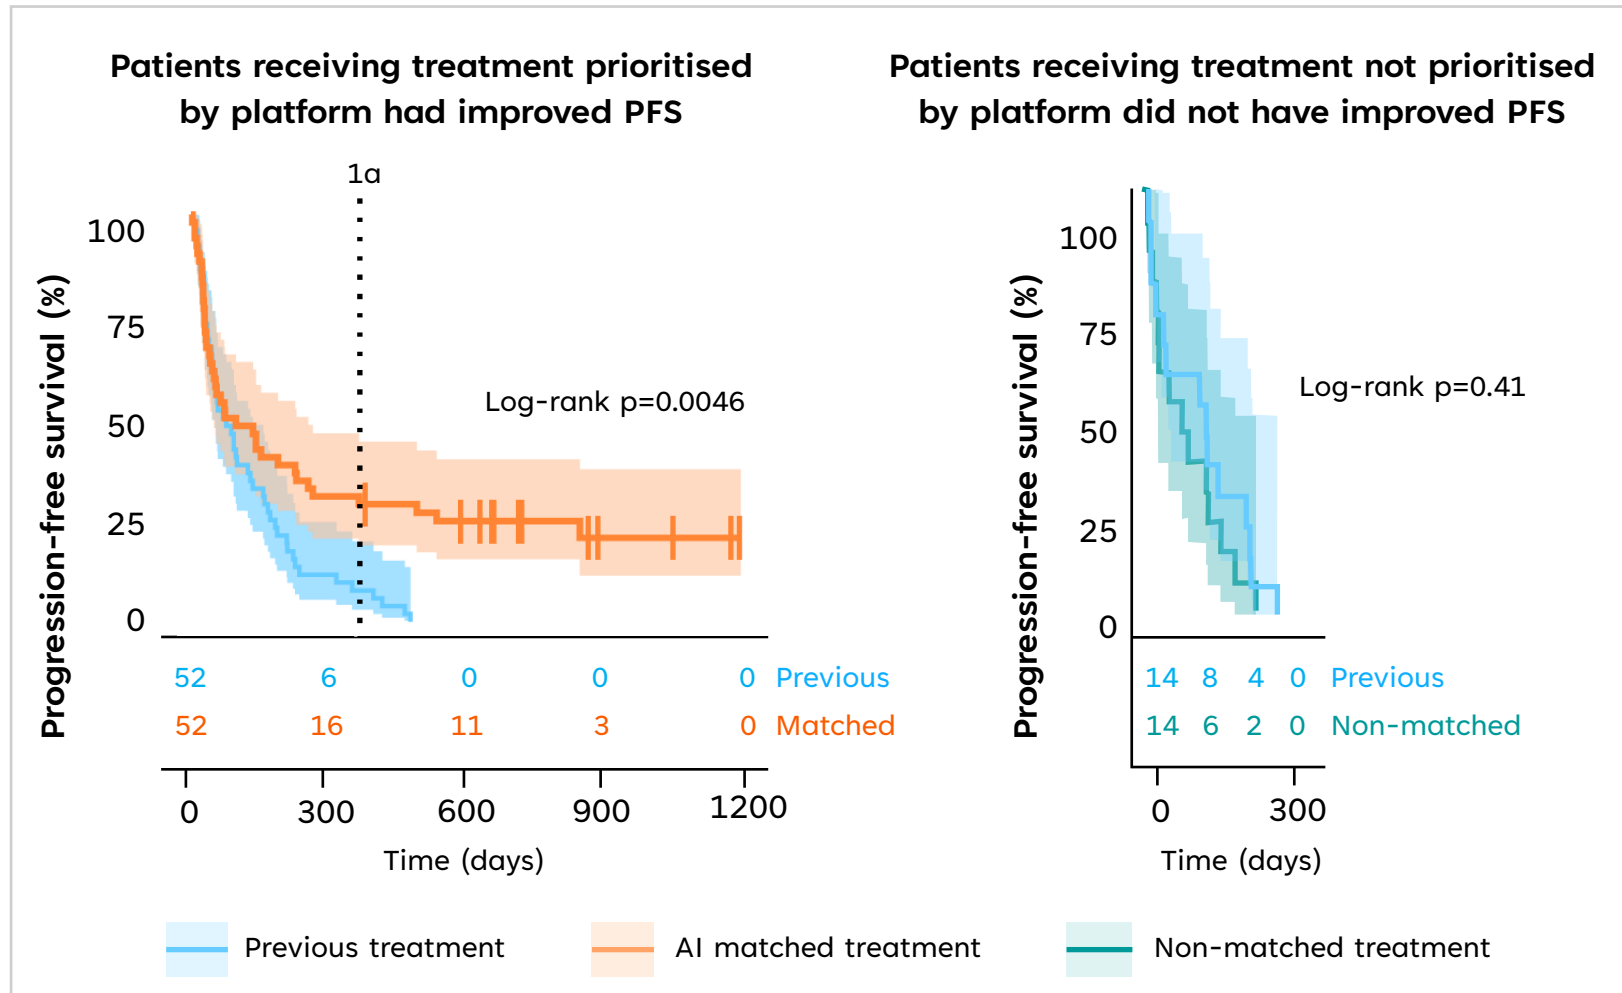 Patients receiving treatment prioritised
by platform had improved PFS
1a
100
75
50
25
0
Progression-free survival (%)
Log-rank p=0.0046
52 6 0 0 0 Previous
52 16 11 3 0 Matched
0 300 600 900 1200
Time (days)
Patients receiving treatment not prioritised
by platform did not have improved PFS
100
75
50
25
0
Progression-free survival (%)
Log-rank p=0.41
14 8 4 0 Previous
14 6 2 0 Non-matched
0 300
Time (days)
Previous treatment
AI matched treatment
Non-matched treatment